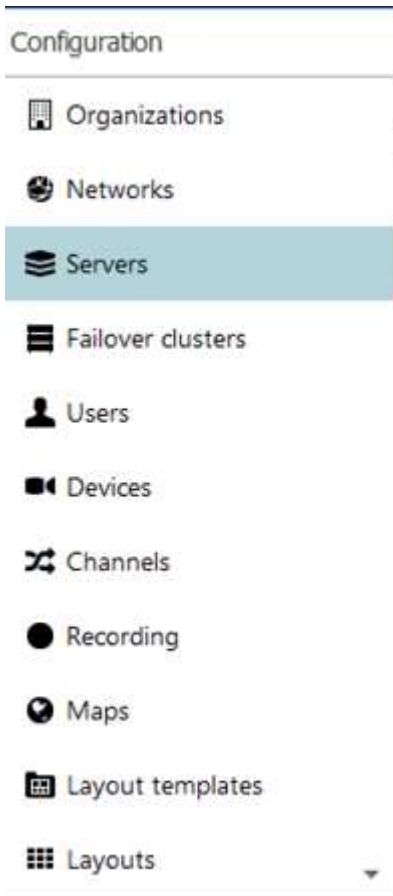 Configuration
Organizations
Networks
Servers
Failover clusters
Users
Devices
Channels
Recording
Maps
Layout templates
Layouts